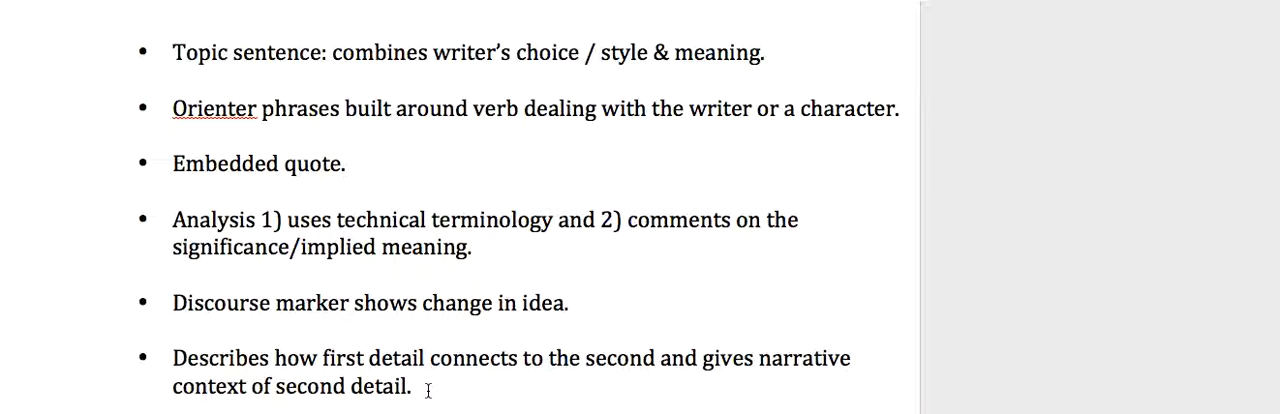 • Topic sentence: combines writer’s choice / style & meaning.
• Orienter phrases built around verb dealing with the writer or a character.
• Embedded quote.
• Analysis 1) uses technical terminology and 2) comments on the
significance/implied meaning.
• Discourse marker shows change in idea.
• Describes how first detail connects to the second and gives narrative
context of second detail.